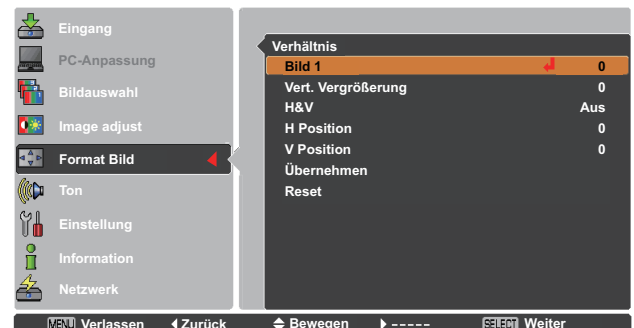 Eingang
PC-Anpassung
Bildauswahl
Image adjust
Format Bild
Ton
Einstellung
Information
Netzwerk
Verhältnis
Bild 1 0
Vert. Vergrößerung 0
H&V Aus
H Position 0
V Position 0
Übernehmen
Reset
MENU Verlassen Zurück Bewegen ----- SELECT Weiter